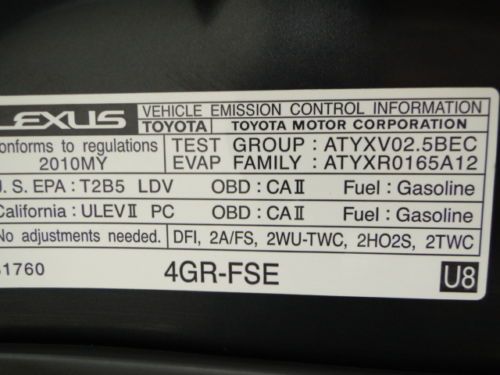 LEXUS VEHICLE EMISSION CONTROL INFORMATION
TOYOTA TOYOTA MOTOR CORPORATION
onforms to regulations TEST GROUP : ATYXV02.5BEC
2010MY EVAP FAMILY : ATYXR0165A12
U.S. EPA : T2B5 LDV OBD : CAII Fuel : Gasoline
California : ULEVII PC OBD : CAII Fuel : Gasoline
No adjustments needed. DFI, 2A/FS, 2WU-TWC, 2HO2S, 2TWC
1760 4GR-FSE U8